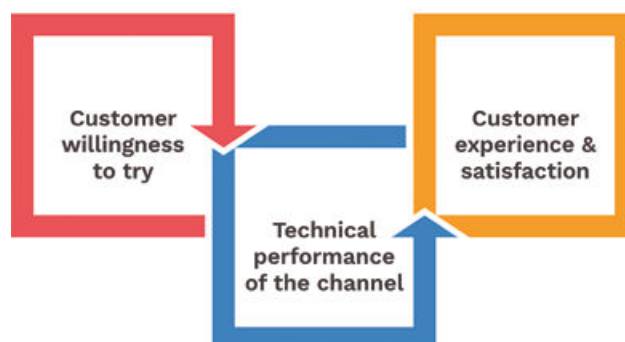 Customer
willingness
to try
Technical
performance
of the channel
Customer
experience &
satisfaction